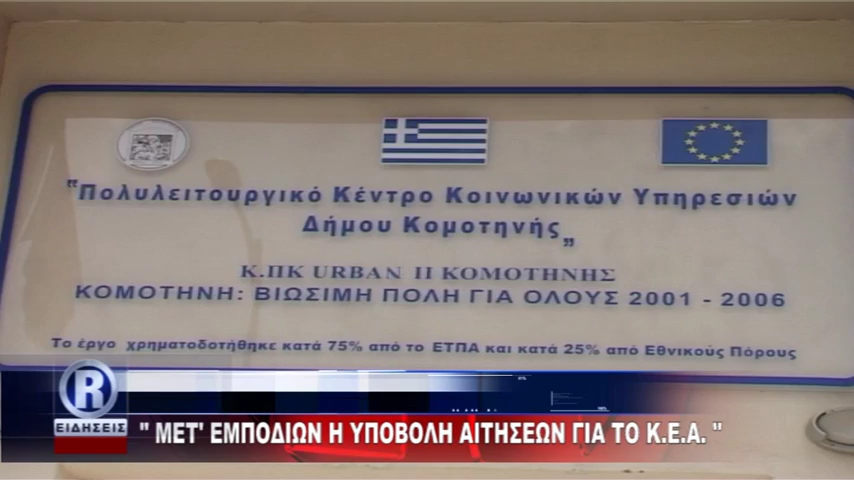 "Πολυλειτουργικό Κέντρο Κοινωνικών Υπηρεσιών
Δήμου Κομοτηνής"
Κ.ΠΚ URBAN II ΚΟΜΟΤΗΝΗΣ
ΚΟΜΟΤΗΝΗ: ΒΙΩΣΙΜΗ ΠΟΛΗ ΓΙΑ ΟΛΟΥΣ 2001 - 2006
Το έργο χρηματοδοτήθηκε κατά 75% από το ΕΤΠΑ και κατά 25% από Εθνικούς Πόρους
R
ΕΙΔΗΣΕΙΣ
" ΜΕΤ' ΕΜΠΟΔΙΩΝ Η ΥΠΟΒΟΛΗ ΑΙΤΗΣΕΩΝ ΓΙΑ ΤΟ Κ.Ε.Α. "